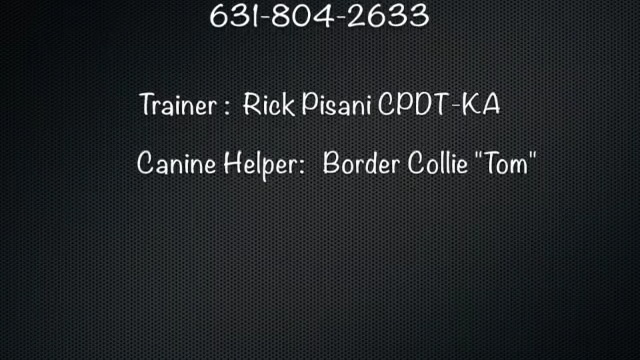 631-804-2633
Trainer : Rick Pisani CPDT-KA
Canine Helper: Border Collie "Tom"